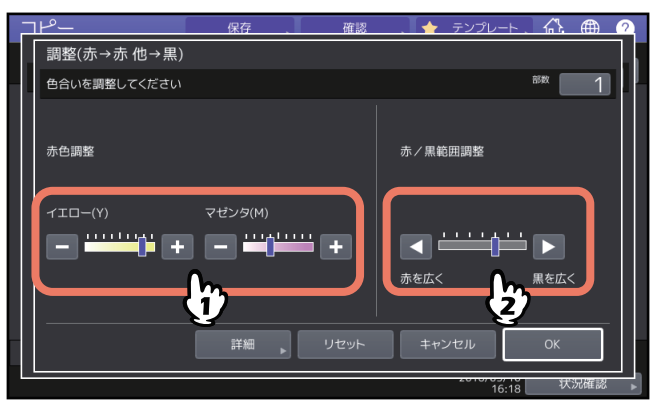 コピー
保存
確認
テンプレート
?
調整(赤→赤 他→黒)
色合いを調整してください
部数
1
赤色調整
赤／黒範囲調整
イエロー(Y)
マゼンタ(M)
赤を広く
黒を広く
1
2
詳細
リセット
キャンセル
OK
16:18
状況確認